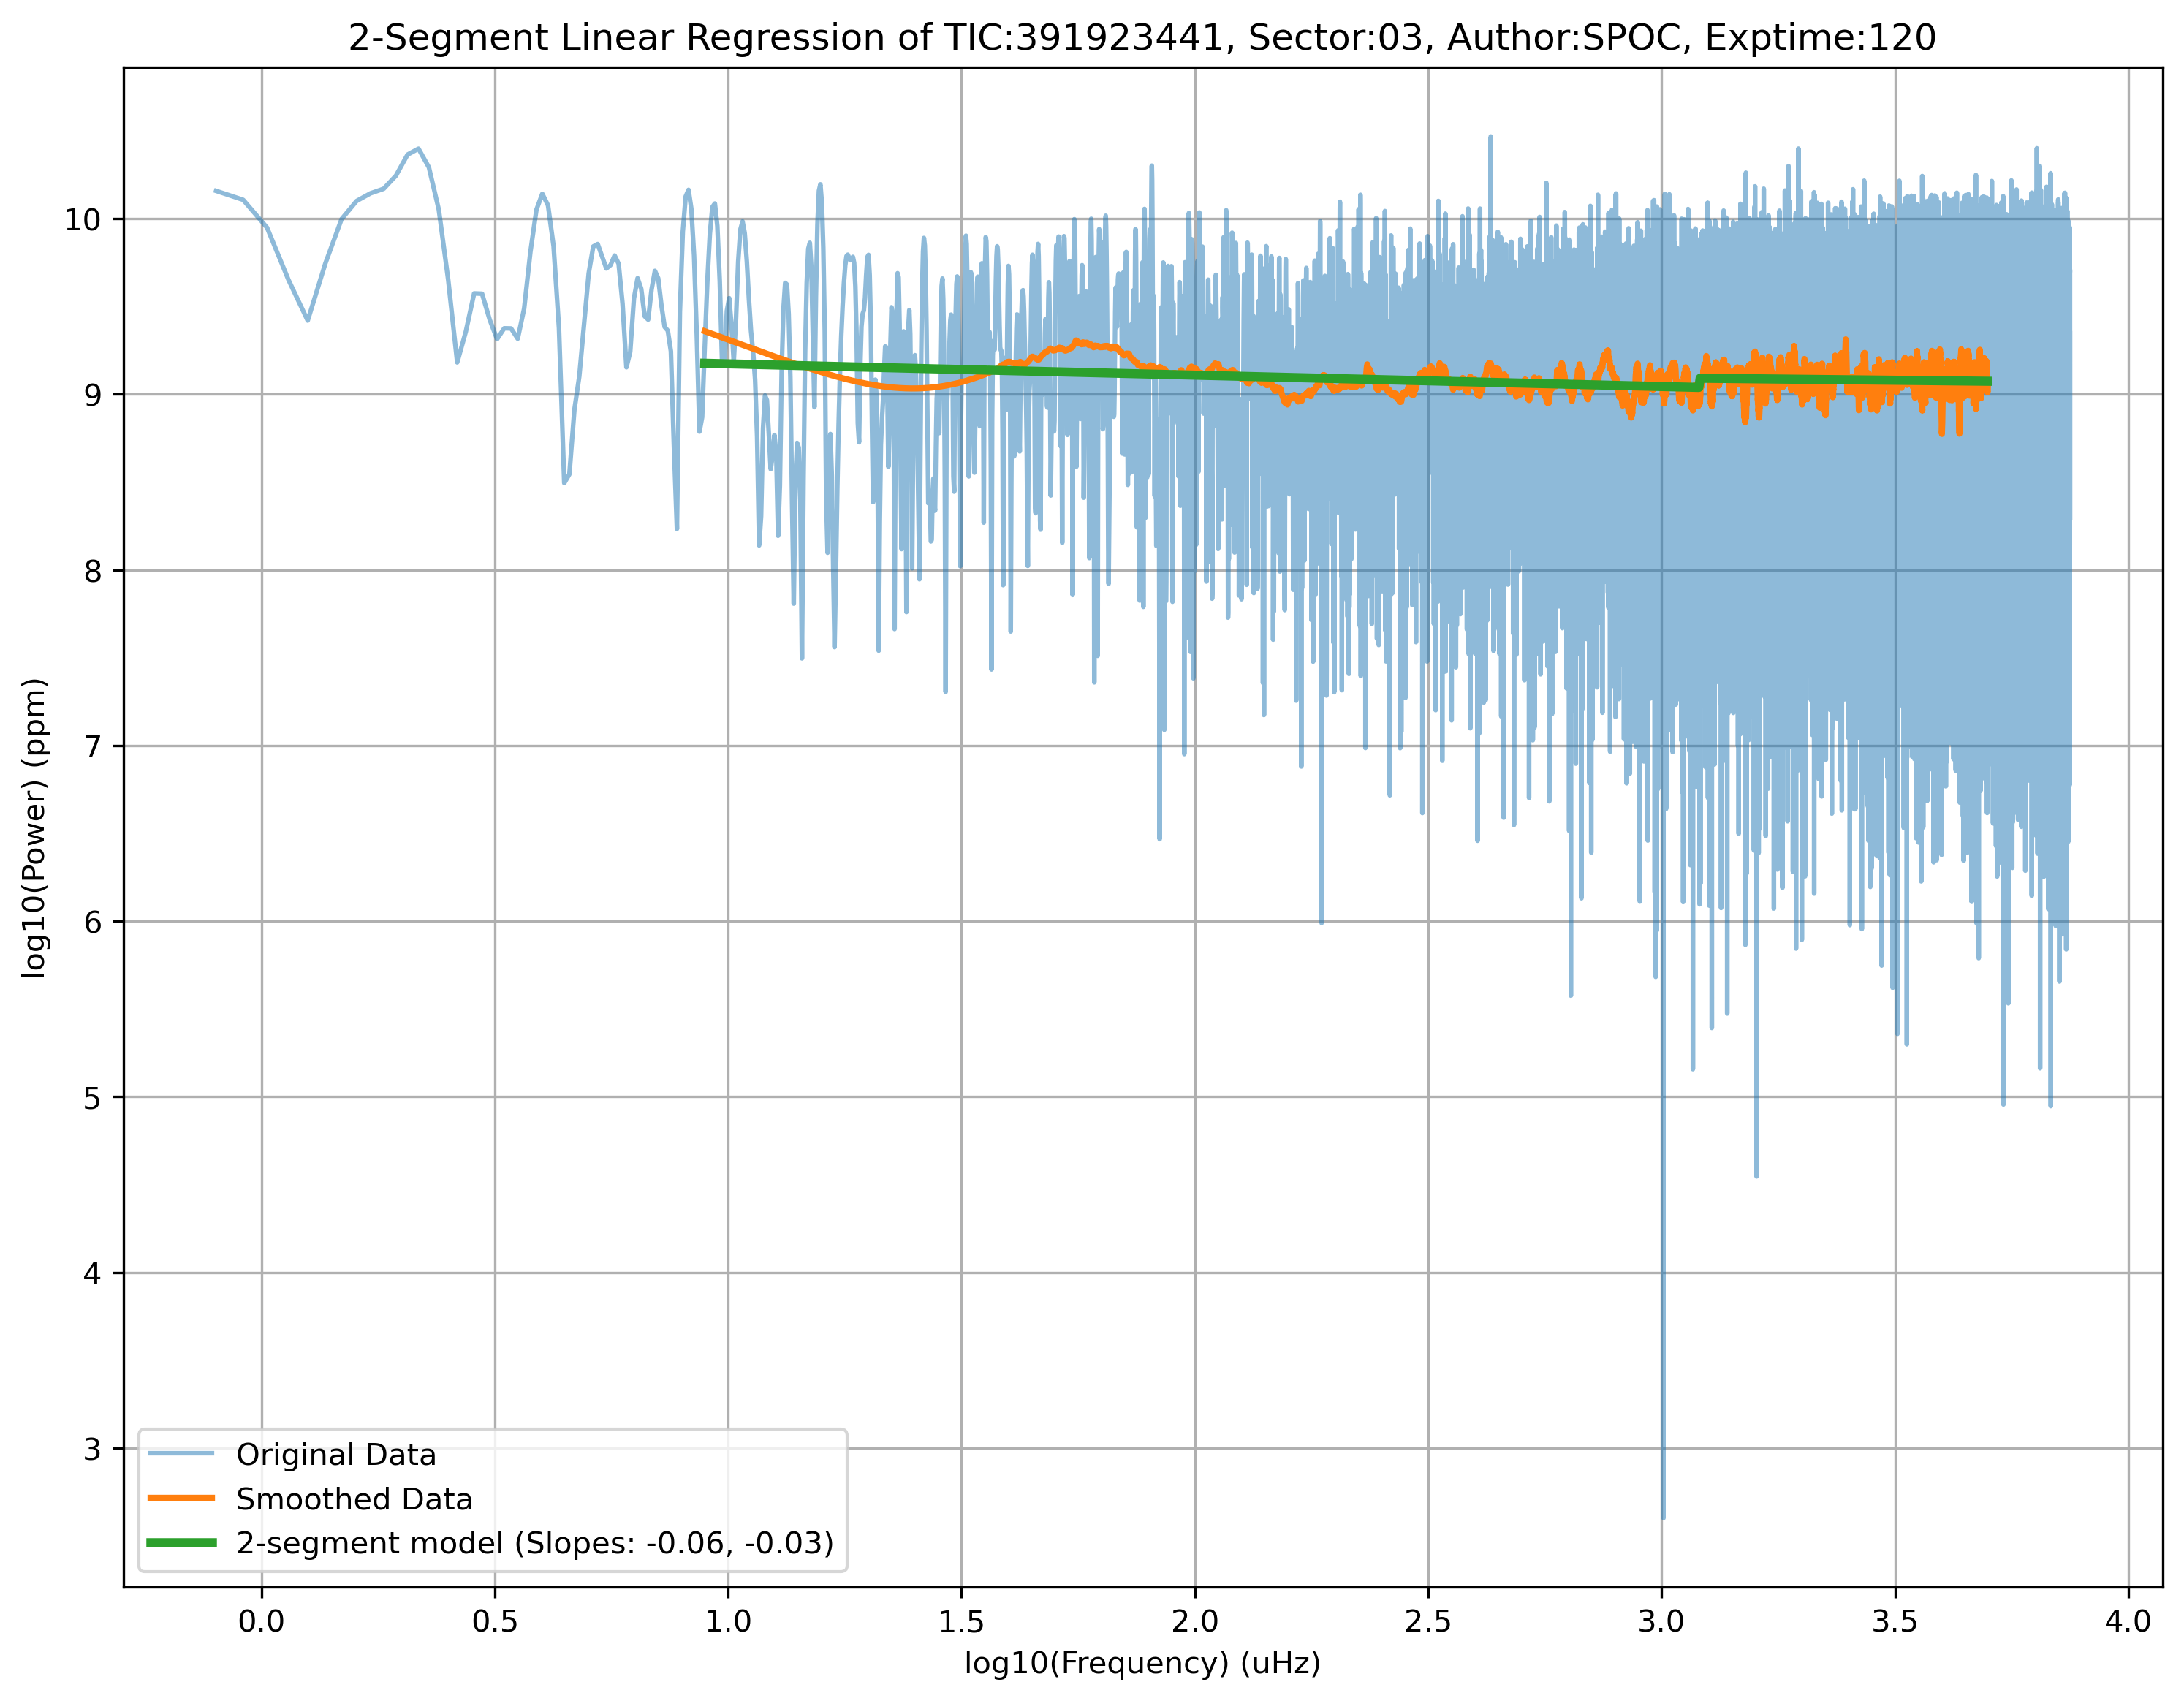 2-Segment Linear Regression of TIC:391923441, Sector:03, Author:SPOC, Exptime:120
log10(Power) (ppm)
10
9
8
7
6
5
4
3
Original Data
Smoothed Data
2-segment model (Slopes: -0.06, -0.03)
0.0 0.5 1.0 1.5 2.0 2.5 3.0 3.5 4.0
log10(Frequency) (uHz)